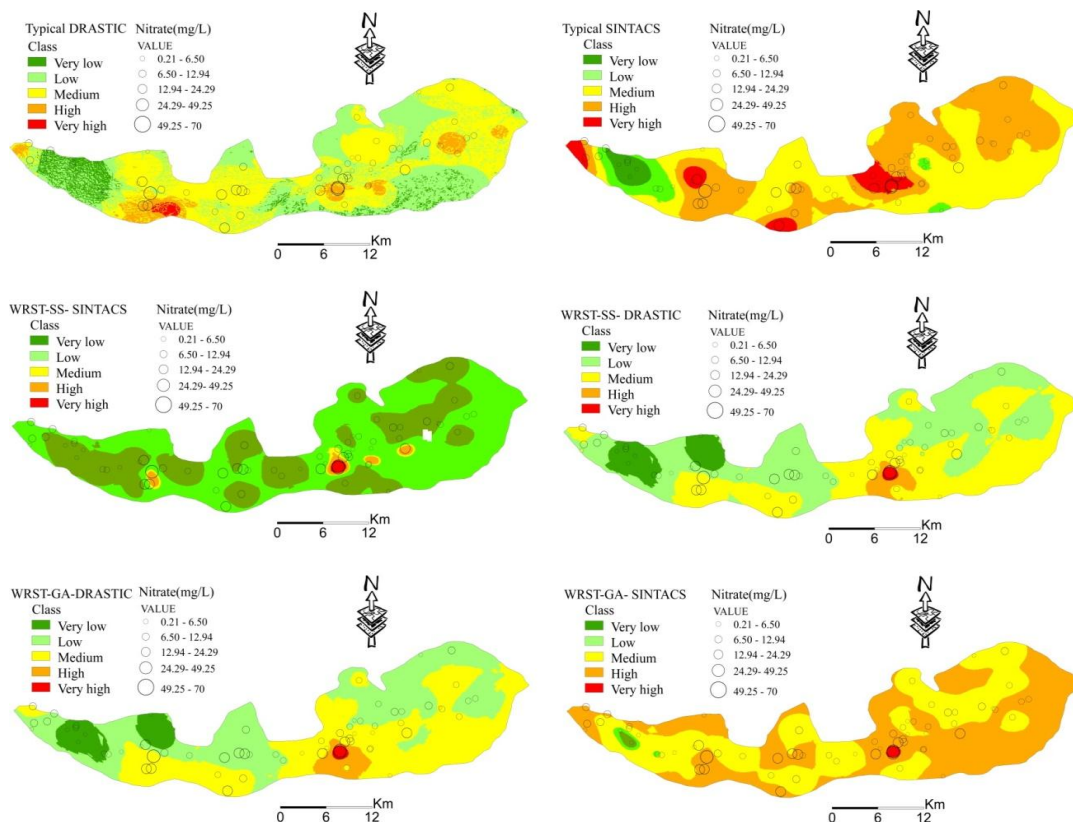 Typical DRASTIC
Class
Very low
Low
Medium
High
Very high
Nitrate(mg/L)
VALUE
0.21 - 6.50
6.50 - 12.94
12.94 - 24.29
24.29 - 49.25
49.25 - 70
N
Km
0 6 12
Typical SINTACS
Class
Very low
Low
Medium
High
Very high
Nitrate(mg/L)
VALUE
0.21 - 6.50
6.50 - 12.94
12.94 - 24.29
24.29 - 49.25
49.25 - 70
N
Km
0 6 12
WRST-SS- SINTACS
Class
Very low
Low
Medium
High
Very high
Nitrate(mg/L)
VALUE
0.21 - 6.50
6.50 - 12.94
12.94 - 24.29
24.29- 49.25
49.25 - 70
N
Km
0 6 12
WRST-SS- DRASTIC
Class
Very low
Low
Medium
High
Very high
Nitrate(mg/L)
VALUE
0.21 - 6.50
6.50 - 12.94
12.94 - 24.29
24.29- 49.25
49.25 - 70
N
Km
0 6 12
WRST-GA-DRASTIC
Class
Very low
Low
Medium
High
Very high
Nitrate(mg/L)
VALUE
0.21 - 6.50
6.50 - 12.94
12.94 - 24.29
24.29- 49.25
49.25 - 70
N
Km
0 6 12
WRST-GA- SINTACS
Class
Very low
Low
Medium
High
Very high
Nitrate(mg/L)
VALUE
0.21 - 6.50
6.50 - 12.94
12.94 - 24.29
24.29 - 49.25
49.25 - 70
N
Km
0 6 12